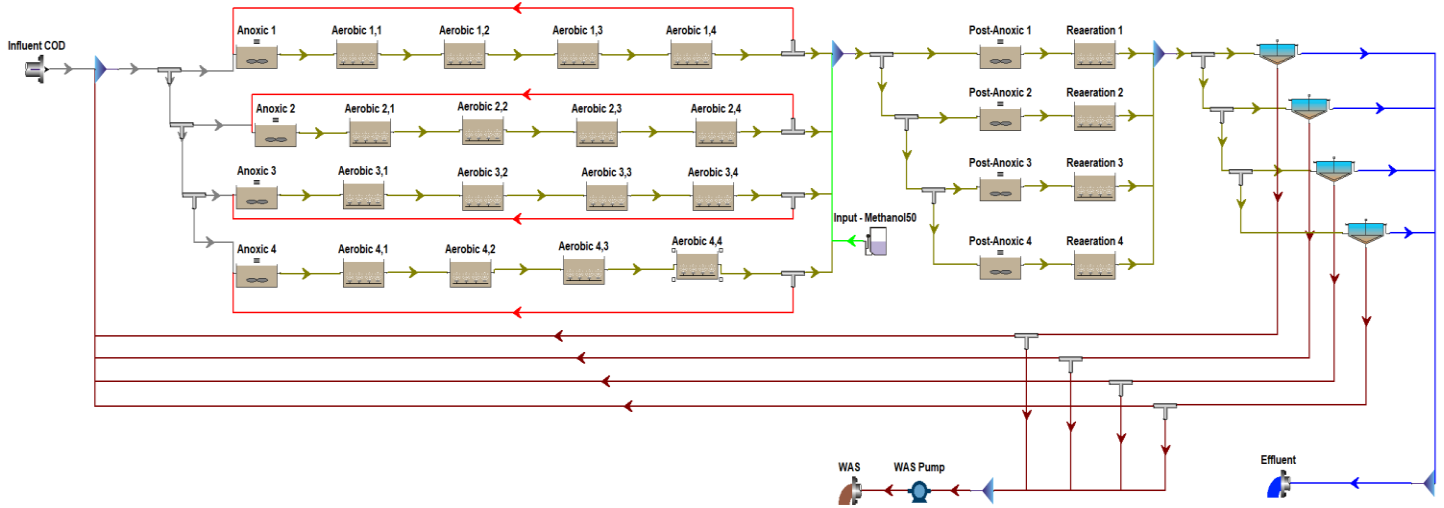 Influent COD
Anoxic 1
Aerobic 1,1
Aerobic 1,2
Aerobic 1,3
Aerobic 1,4
Anoxic 2
Aerobic 2,1
Aerobic 2,2
Aerobic 2,3
Aerobic 2,4
Anoxic 3
Aerobic 3,1
Aerobic 3,2
Aerobic 3,3
Aerobic 3,4
Anoxic 4
Aerobic 4,1
Aerobic 4,2
Aerobic 4,3
Aerobic 4,4
Input - Methanol50
Post-Anoxic 1
Reaeration 1
Post-Anoxic 2
Reaeration 2
Post-Anoxic 3
Reaeration 3
Post-Anoxic 4
Reaeration 4
WAS
WAS Pump
Effluent